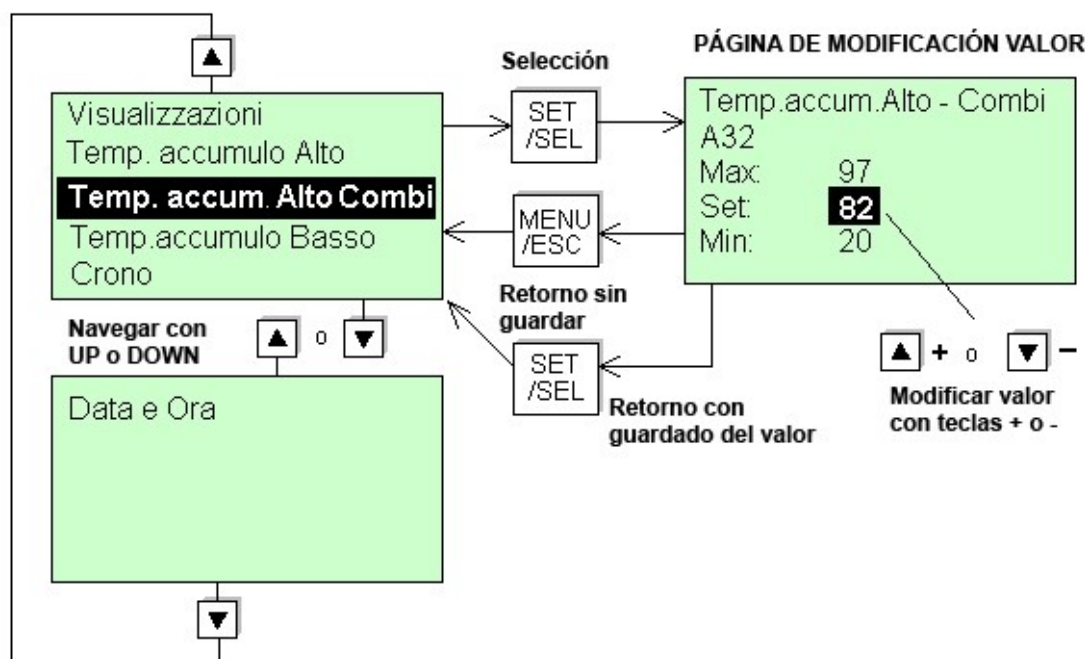 PÁGINA DE MODIFICACIÓN VALOR
Selección
Visualizzazioni
Temp. accumulo Alto
Temp. accum. Alto Combi
Temp.accumulo Basso
Crono
SET
/SEL
MENU
/ESC
Retorno sin
guardar
SET
/SEL
Retorno con
guardado del valor
Temp.accum.Alto - Combi
A32
Max: 97
Set: 82
Min: 20
+ o -
Modificar valor
con teclas + o -
Navegar con
UP o DOWN
o
Data e Ora